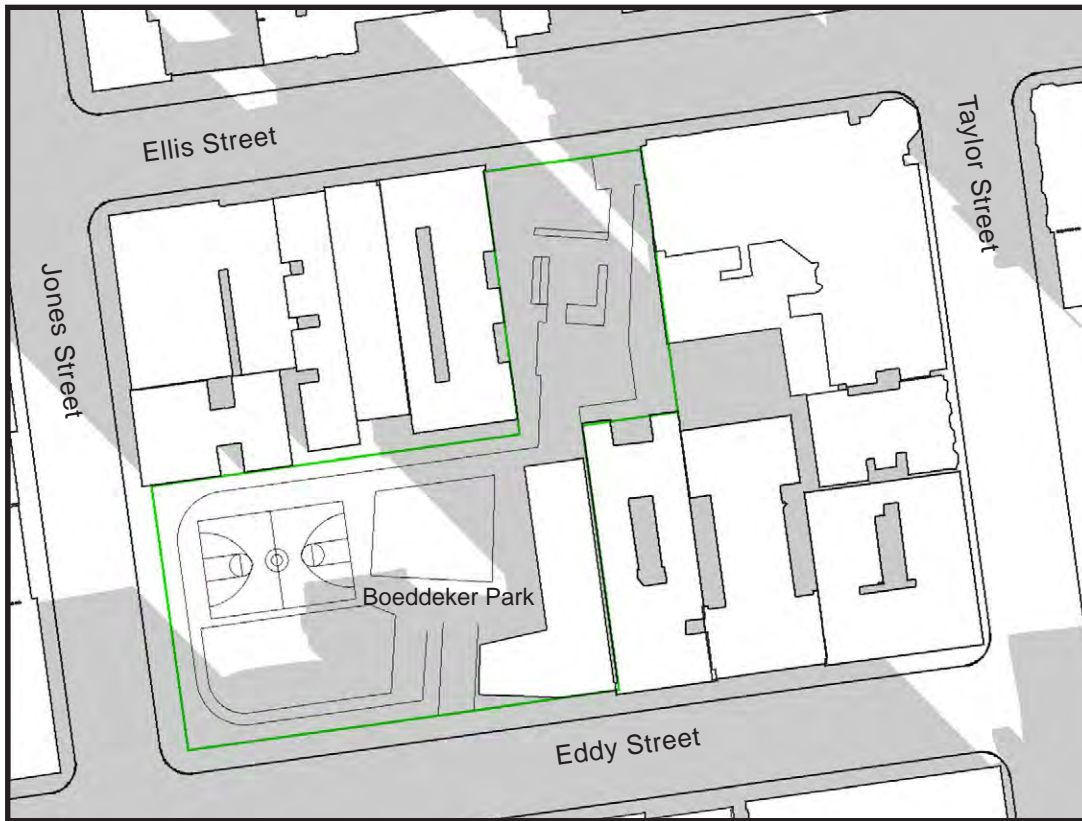 Ellis Street
Taylor Street
Jones Street
Boeddeker Park
Eddy Street